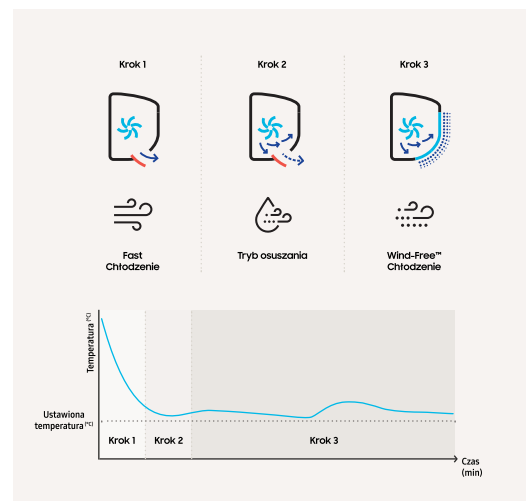 Krok 1
Krok 2
Krok 3
Fast
Chłodzenie
Tryb osuszania
Wind-Free™
Chłodzenie
Temperatura (°C)
Ustawiona
temperatura (°C)
Krok 1
Krok 2
Krok 3
Czas
(min)